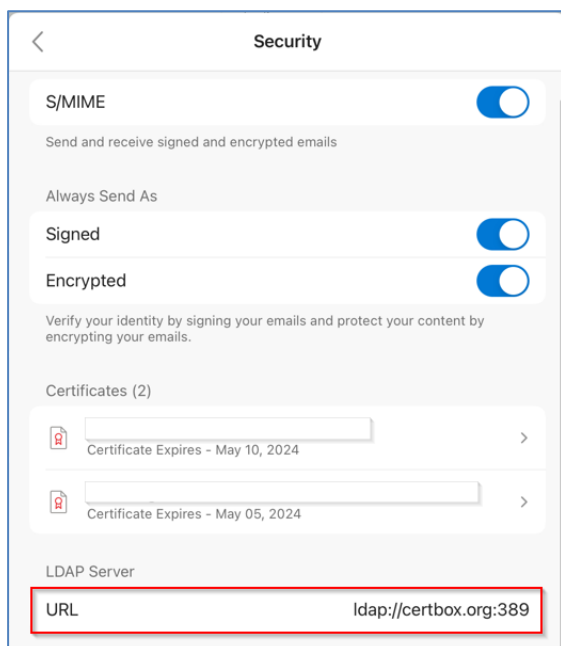 Security
S/MIME
Send and receive signed and encrypted emails
Always Send As
Signed
Encrypted
Verify your identity by signing your emails and protect your content by
encrypting your emails.
Certificates (2)
Certificate Expires - May 10, 2024
Certificate Expires - May 05, 2024
LDAP Server
URL ldap://certbox.org:389